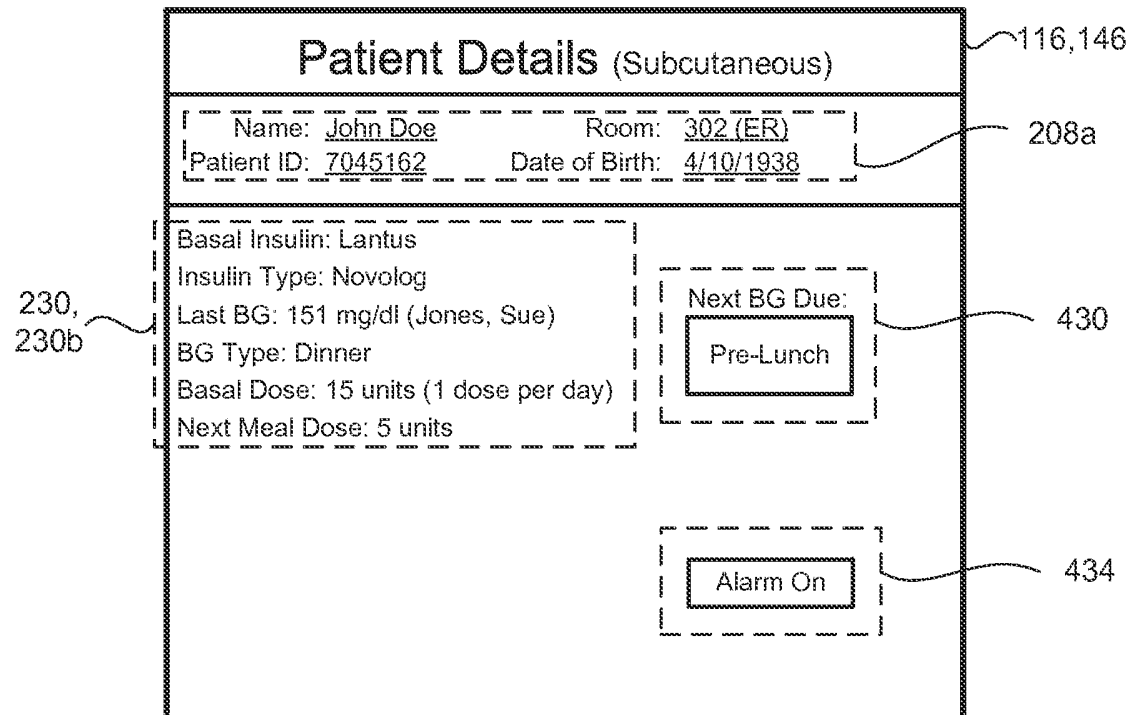 Patient Details (Subcutaneous)
116,146
Name: John Doe Room: 302 (ER)
Patient ID: 7045162 Date of Birth: 4/10/1938
208a
Basal Insulin: Lantus
Insulin Type: Novolog
Last BG: 151 mg/dl (Jones, Sue)
BG Type: Dinner
Basal Dose: 15 units (1 dose per day)
Next Meal Dose: 5 units
230,
230b
Next BG Due:
Pre-Lunch
430
Alarm On
434